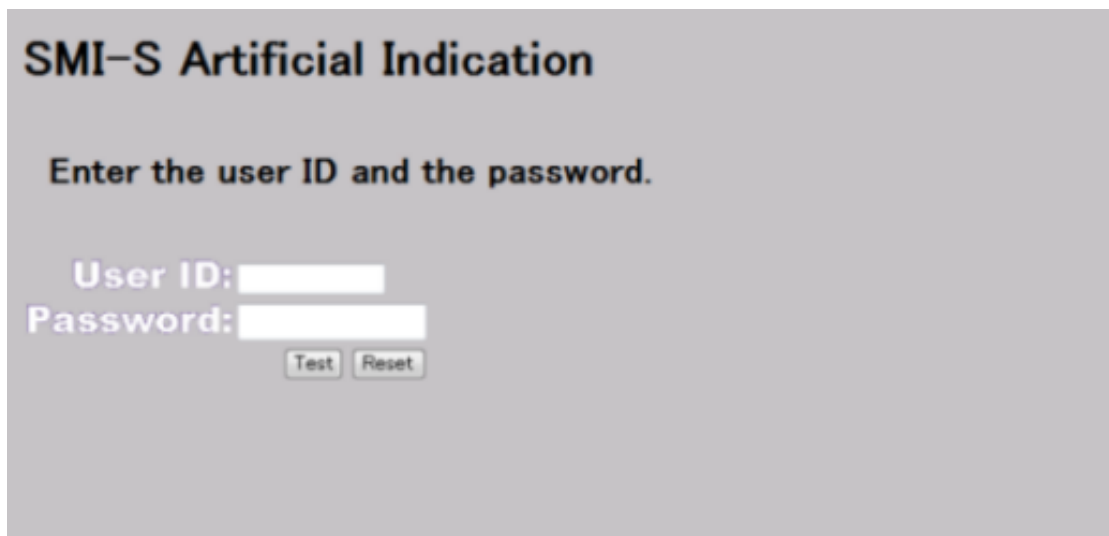 SMI-S Artificial Indication
Enter the user ID and the password.
User ID:
Password:
Test Reset